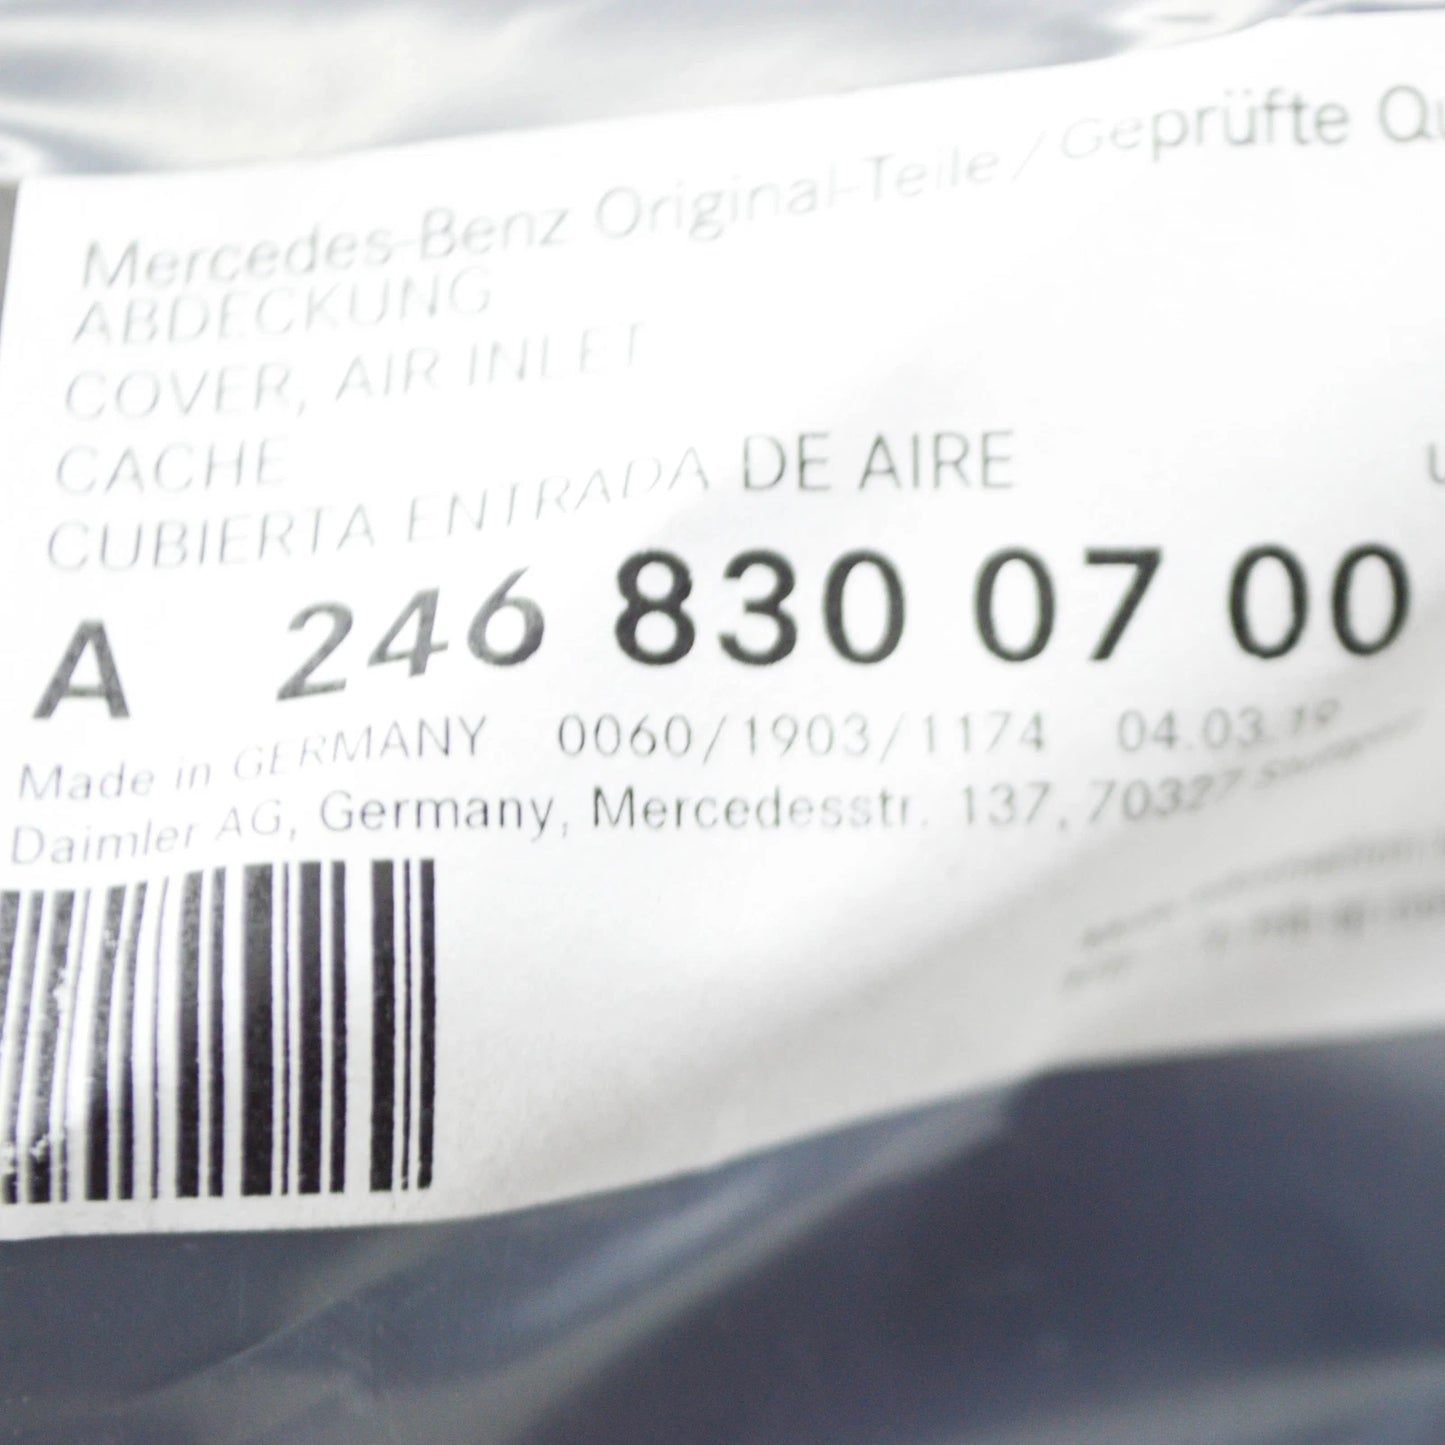 Mercedes-Benz Original-Teile / Geprüfte
ABDECKUNG
COVER, AIR INLET
CACHE
CUBIERTA ENTRADA DE AIRE
A 246 830 07 00
Made in GERMANY 0060/1903/1174 04.03.19
Daimler AG, Germany, Mercedesstr. 137, 70327